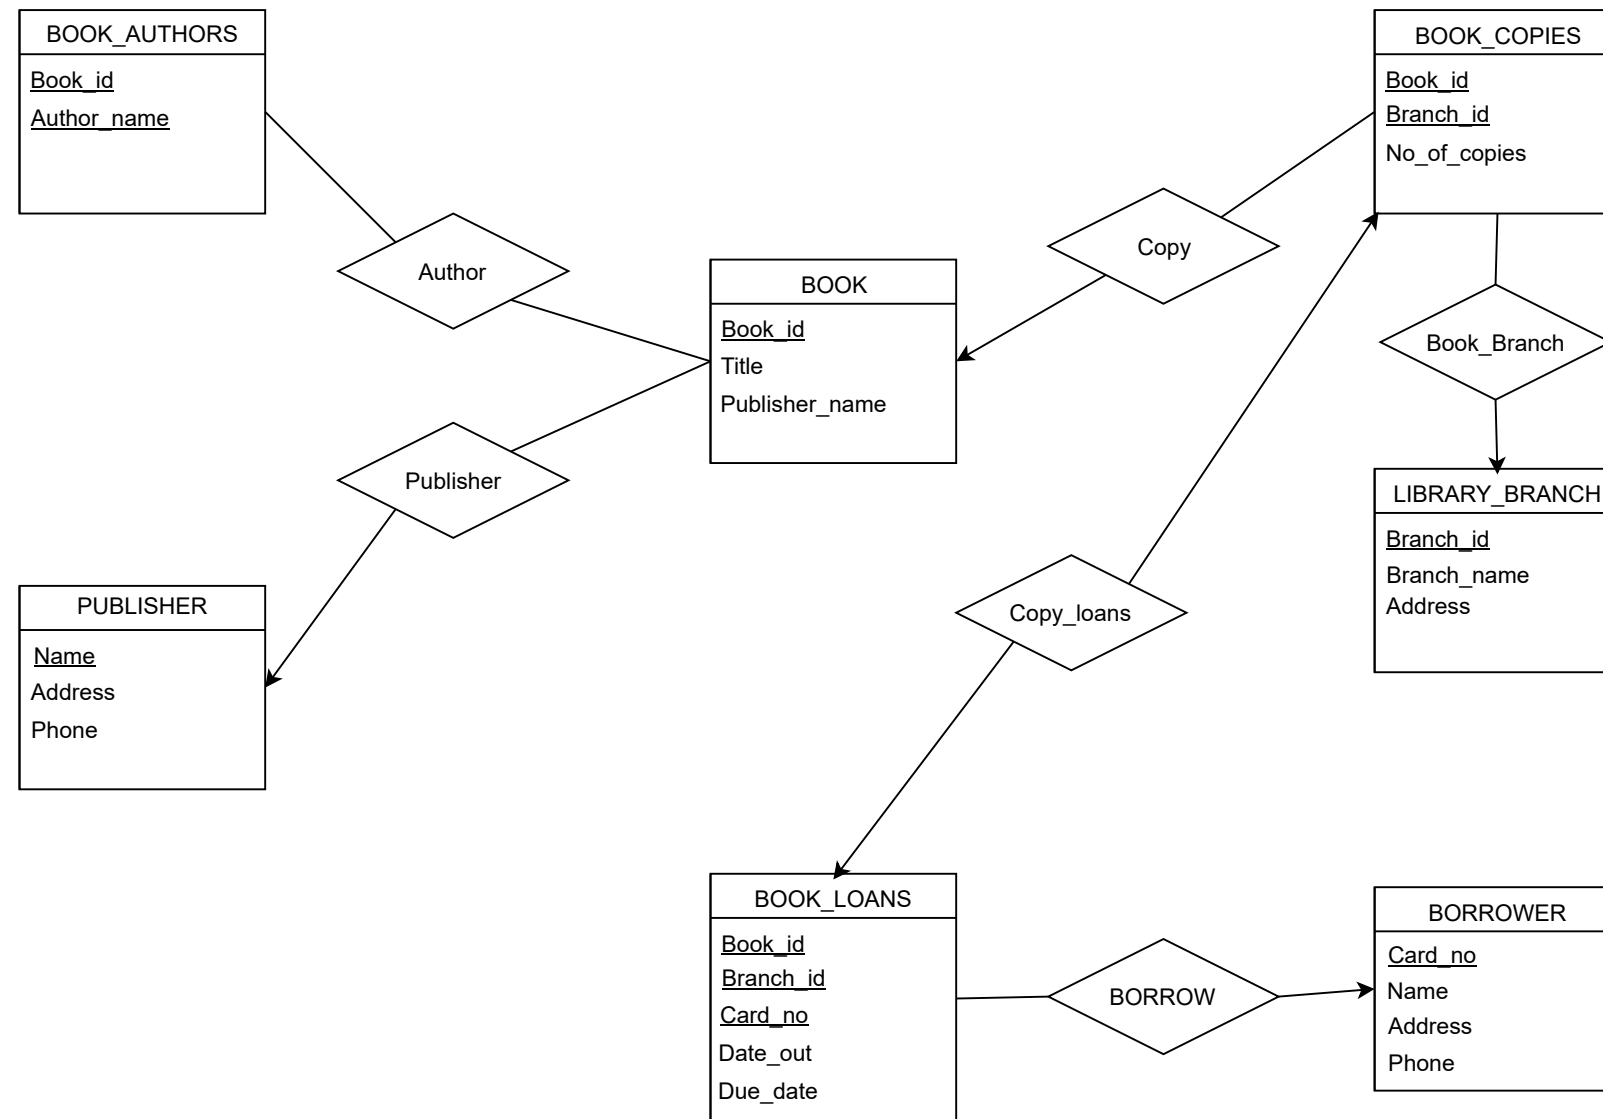 BOOK_AUTHORS
Book_id
Author_name
BOOK_COPIES
Book_id
Branch_id
No_of_copies
Author
Copy
BOOK
Book_id
Title
Publisher_name
Book_Branch
Publisher
LIBRARY_BRANCH
Branch_id
Branch_name
Address
PUBLISHER
Name
Address
Phone
Copy_loans
BOOK_LOANS
Book_id
Branch_id
Card_no
Date_out
Due_date
BORROW
BORROWER
Card_no
Name
Address
Phone